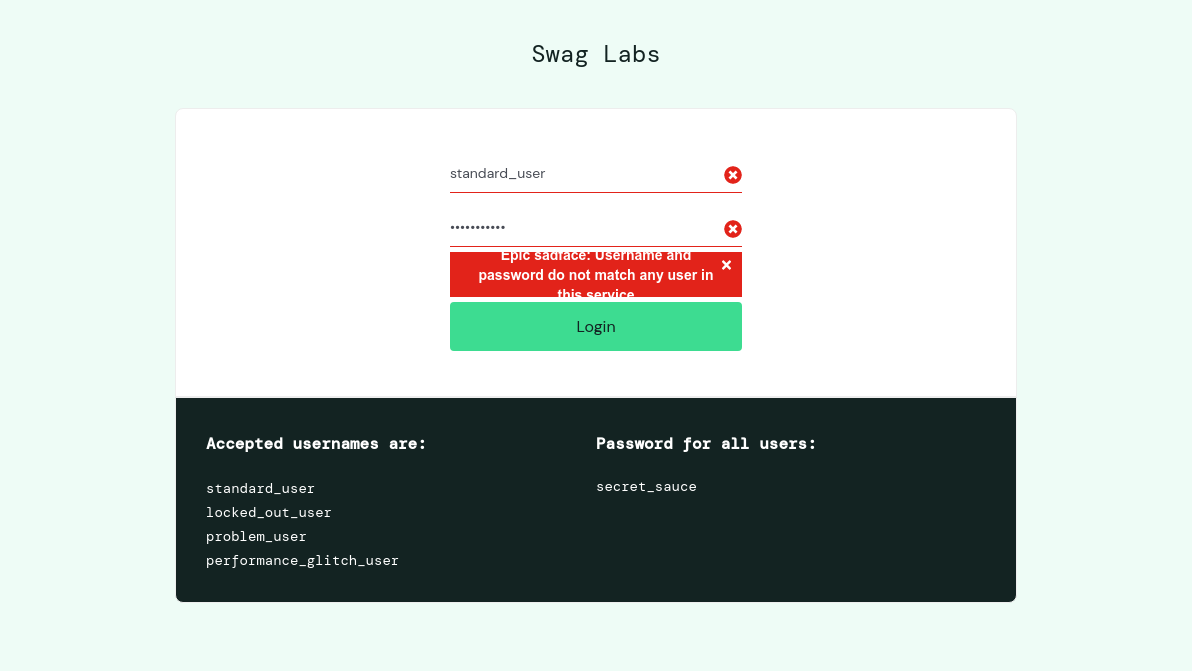 Swag Labs
standard_user
•••••••••••
Epic sadface: Username and
password do not match any user in
this service
Login
Accepted usernames are:
standard_user
locked_out_user
problem_user
performance_glitch_user
Password for all users:
secret_sauce